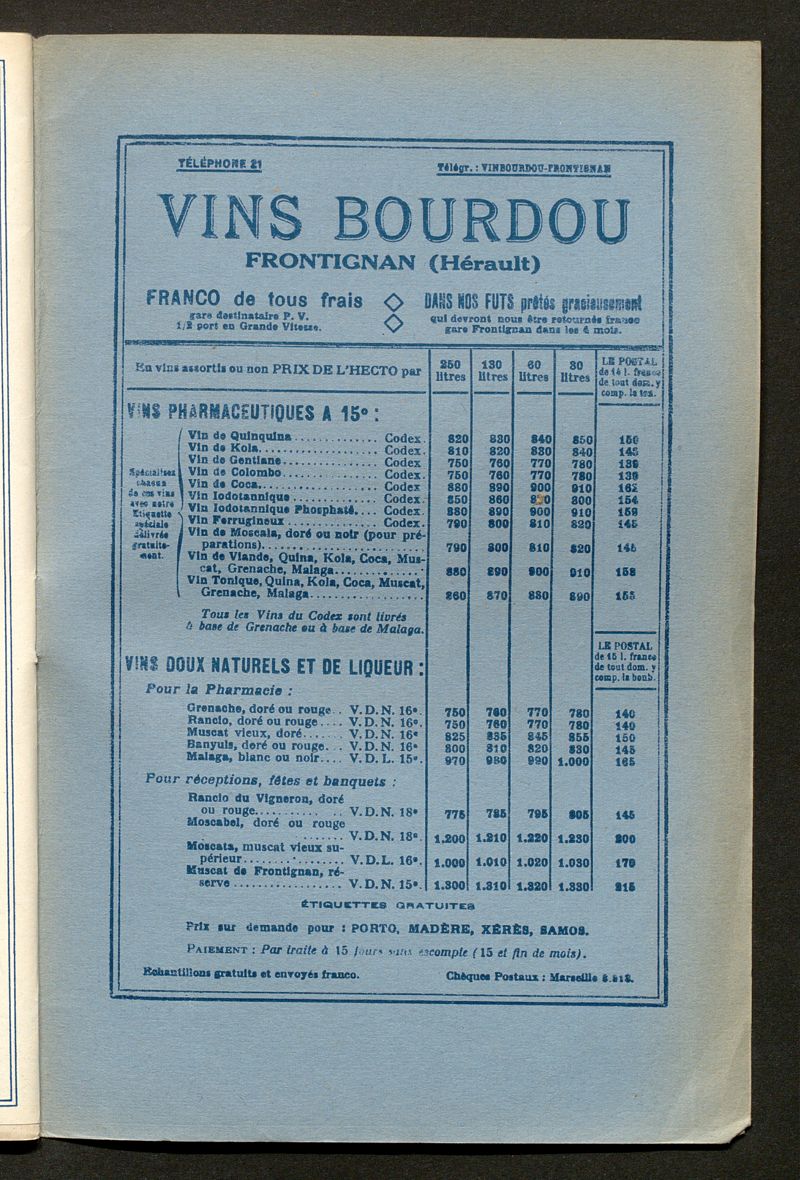 TÉLÉPHONE 21
Télégr. : VINBOURDOU-FRONTIGNAN
VINS BOURDOU
FRONTIGNAN (Hérault)
FRANCO de tous frais
gare destinataire P. V.
1/2 port en Grande Vitesse.
DANS NOS FUTS prêtés gracieusement
qui devront nous être retournés franco
gare Frontignan dans les 4 mois.
En vins assortis ou non PRIX DE L'HECTO par
250 litres
130 litres
60 litres
30 litres
LE POSTAL
de 14 l. franco
de tout dom. y
comp. la tax.
VINS PHARMACEUTIQUES A 15° :
Spécialisez
chacun
de ces vins
avec notre
Etiquette
spéciale
délivrée
gratuite-
ment.
Vin de Quinquina .............. Codex. 820 830 840 850 150
Vin de Kola.................... Codex. 810 820 830 840 145
Vin de Gentiane................ Codex 750 760 770 780 139
Vin de Colombo................ Codex. 750 760 770 780 139
Vin de Coca.................... Codex 880 890 900 910 162
Vin Iodotannique .............. Codex. 850 860 870 800 154
Vin Iodotannique Phosphaté.... Codex. 880 890 900 910 159
Vin Ferrugineux ............... Codex. 790 800 810 820 145
Vin de Moscala, doré ou noir (pour pré-
parations)........................... 790 800 810 820 145
Vin de Viande, Quina, Kola, Coca, Mus-
cat, Grenache, Malaga............... 880 890 900 910 158
Vin Tonique, Quina, Kola, Coca, Muscat,
Grenache, Malaga................... 860 870 880 890 155
Tous les Vins du Codex sont livrés
à base de Grenache ou à base de Malaga.
LE POSTAL
de 15 l. franco
de tout dom. y
comp. la bonb.
VINS DOUX NATURELS ET DE LIQUEUR :
Pour la Pharmacie :
Grenache, doré ou rouge.. V.D.N. 16°. 750 760 770 780 140
Rancio, doré ou rouge.... V.D.N. 16°. 750 760 770 780 140
Muscat vieux, doré....... V.D.N. 16° 825 835 845 855 150
Banyuls, doré ou rouge... V.D.N. 16° 800 810 820 830 145
Malaga, blanc ou noir.... V.D.L. 15°. 970 980 990 1.000 165
Pour réceptions, fêtes et banquets :
Rancio du Vigneron, doré
ou rouge.............. V.D.N. 18° 775 785 795 805 145
Moscabel, doré ou rouge
....... V.D.N. 18°. 1.200 1.210 1.220 1.230 200
Moscata, muscat vieux su-
périeur................. V.D.L. 16°. 1.000 1.010 1.020 1.030 170
Muscat de Frontignan, ré-
serve .................. V.D.N. 15°. 1.300 1.310 1.320 1.330 215
ÉTIQUETTES GRATUITES
Prix sur demande pour : PORTO, MADÈRE, XÉRÈS, SAMOS.
PAIEMENT : Par traite à 15 jours sans escompte (15 et fin de mois).
Echantillons gratuits et envoyés franco.
Chèques Postaux : Marseille